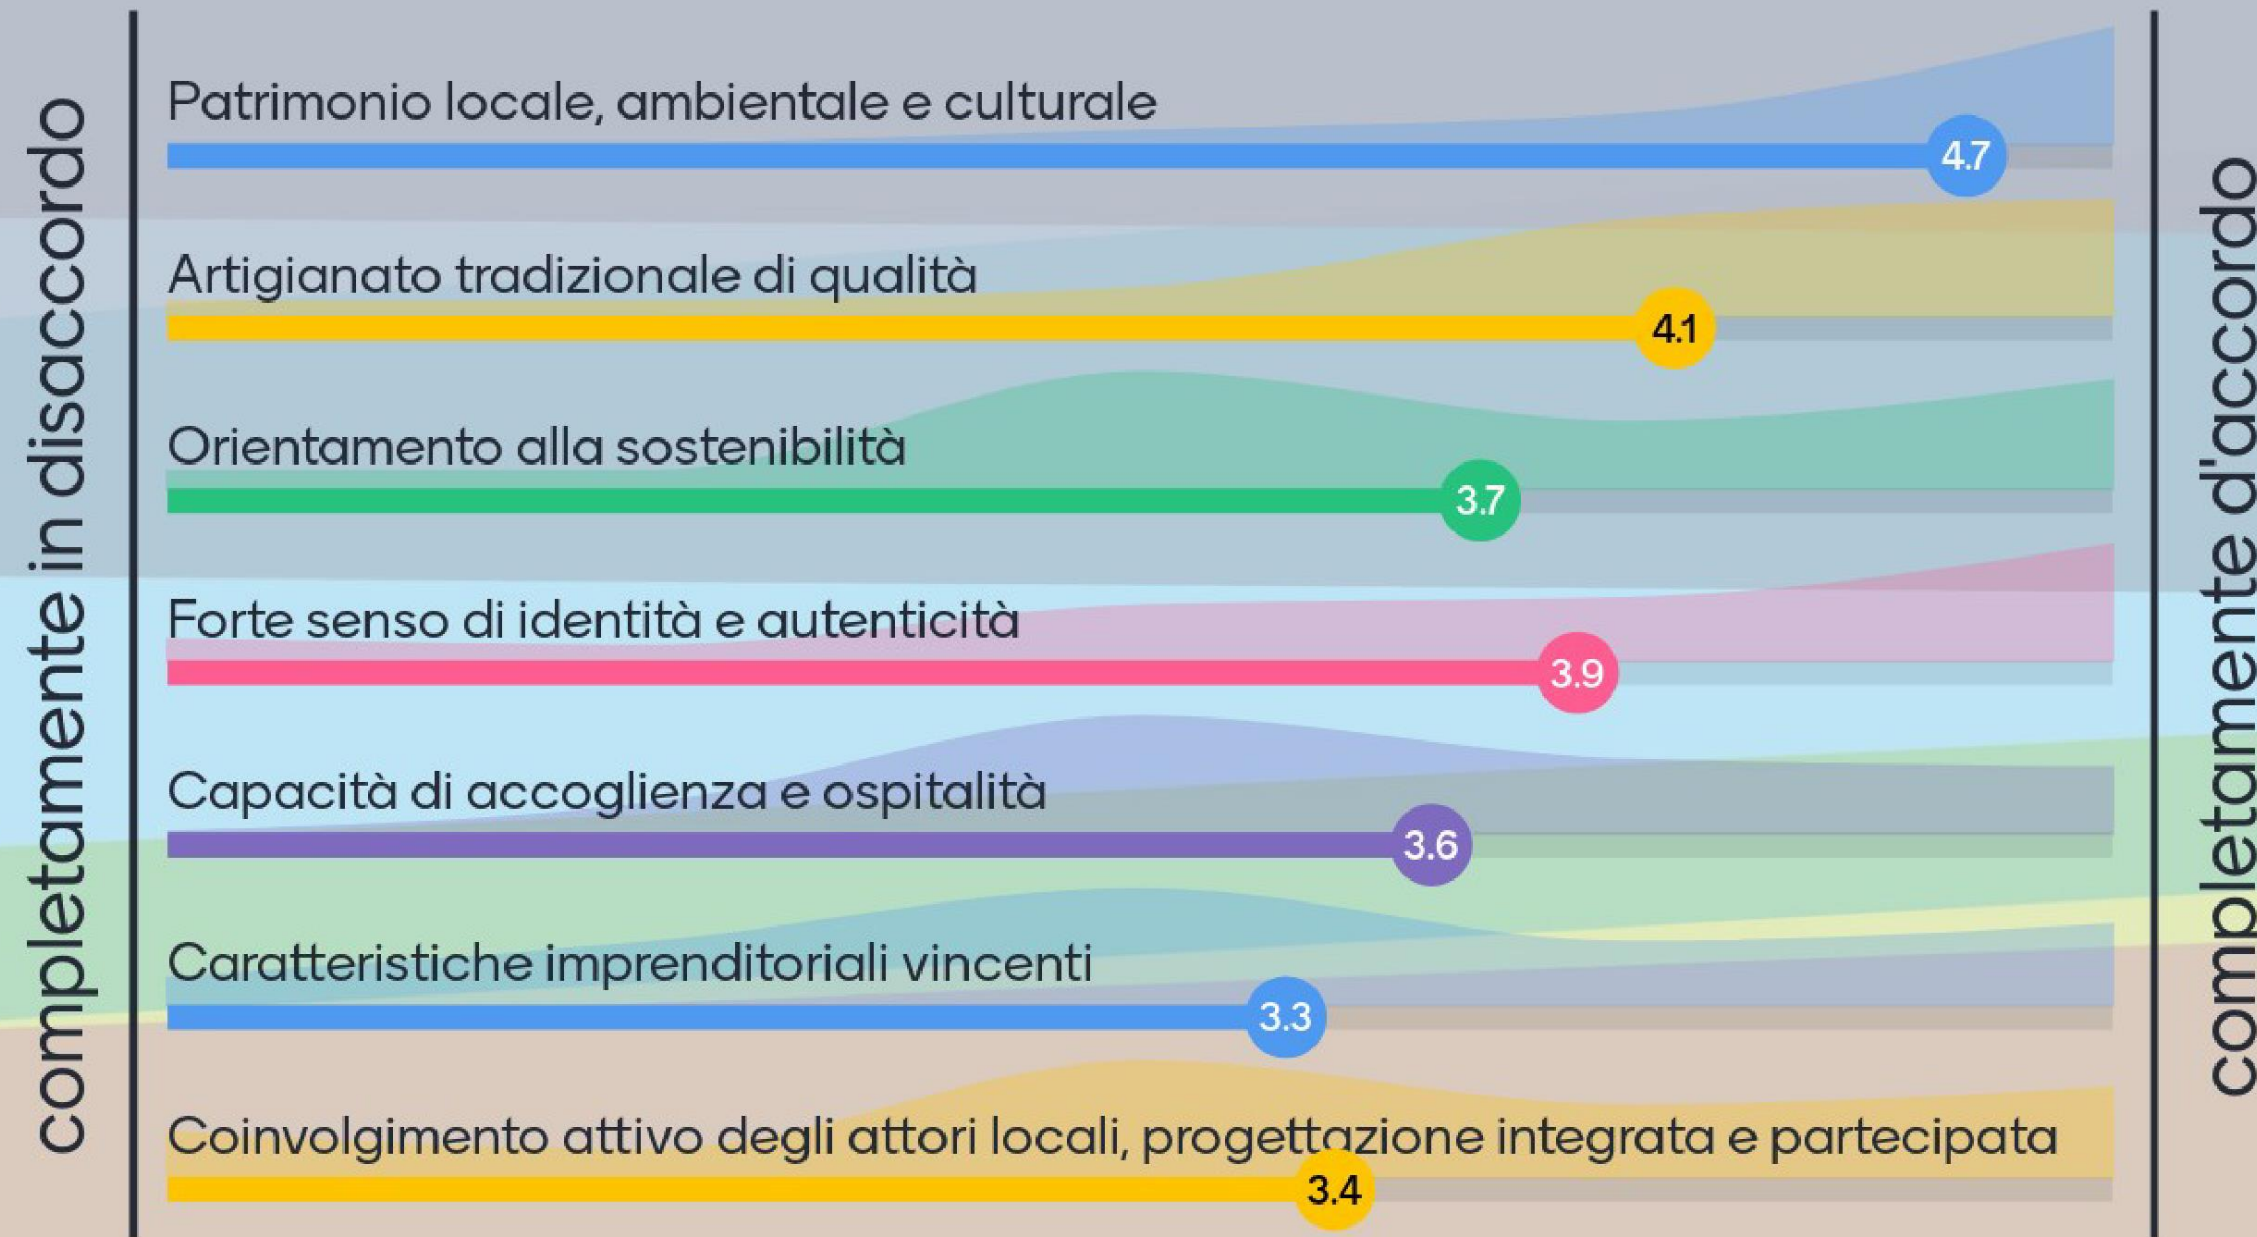 completamente in disaccordo
Patrimonio locale, ambientale e culturale
4.7
Artigianato tradizionale di qualità
4.1
Orientamento alla sostenibilità
3.7
Forte senso di identità e autenticità
3.9
Capacità di accoglienza e ospitalità
3.6
Caratteristiche imprenditoriali vincenti
3.3
Coinvolgimento attivo degli attori locali, progettazione integrata e partecipata
3.4
completamente d'accordo